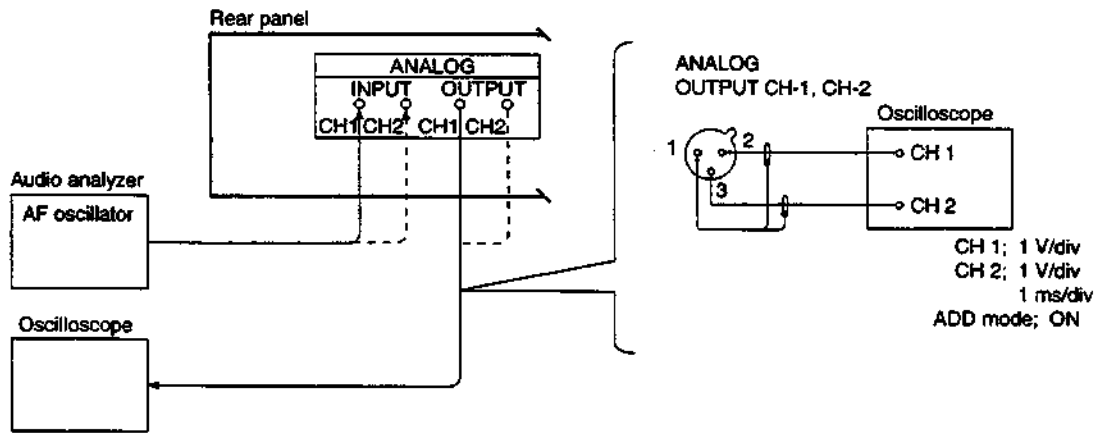 Rear panel
ANALOG
INPUT OUTPUT
CH1 CH2 CH1 CH2
Audio analyzer
AF oscillator
Oscilloscope
ANALOG
OUTPUT CH-1, CH-2
Oscilloscope
1 2
3
CH 1
CH 2
CH 1; 1 V/div
CH 2; 1 V/div
1 ms/div
ADD mode; ON